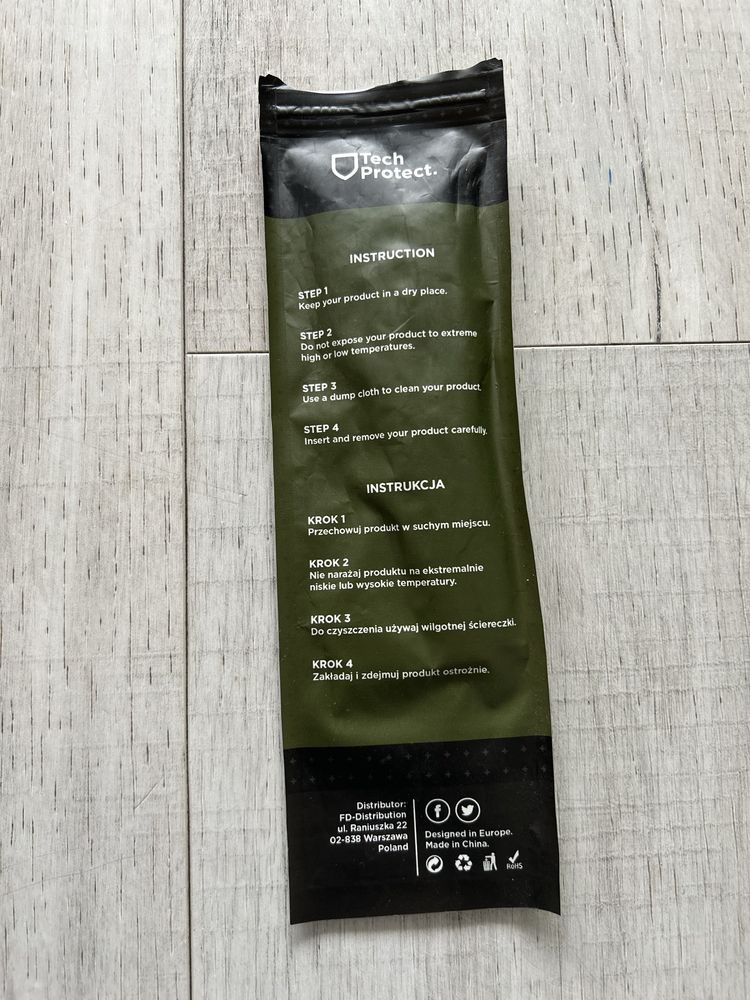 Tech
Protect.
INSTRUCTION
STEP 1
Keep your product in a dry place.
STEP 2
Do not expose your product to extreme
high or low temperatures.
STEP 3
Use a dump cloth to clean your product.
STEP 4
Insert and remove your product carefully.
INSTRUKCJA
KROK 1
Przechowuj produkt w suchym miejscu.
KROK 2
Nie narażaj produktu na ekstremalnie
niskie lub wysokie temperatury.
KROK 3
Do czyszczenia używaj wilgotnej ściereczki.
KROK 4
Zakładaj i zdejmuj produkt ostrożnie.
Distributor:
FD-Distribution
ul. Raniuszka 22
02-838 Warszawa
Poland
Designed in Europe.
Made in China.
RoHS